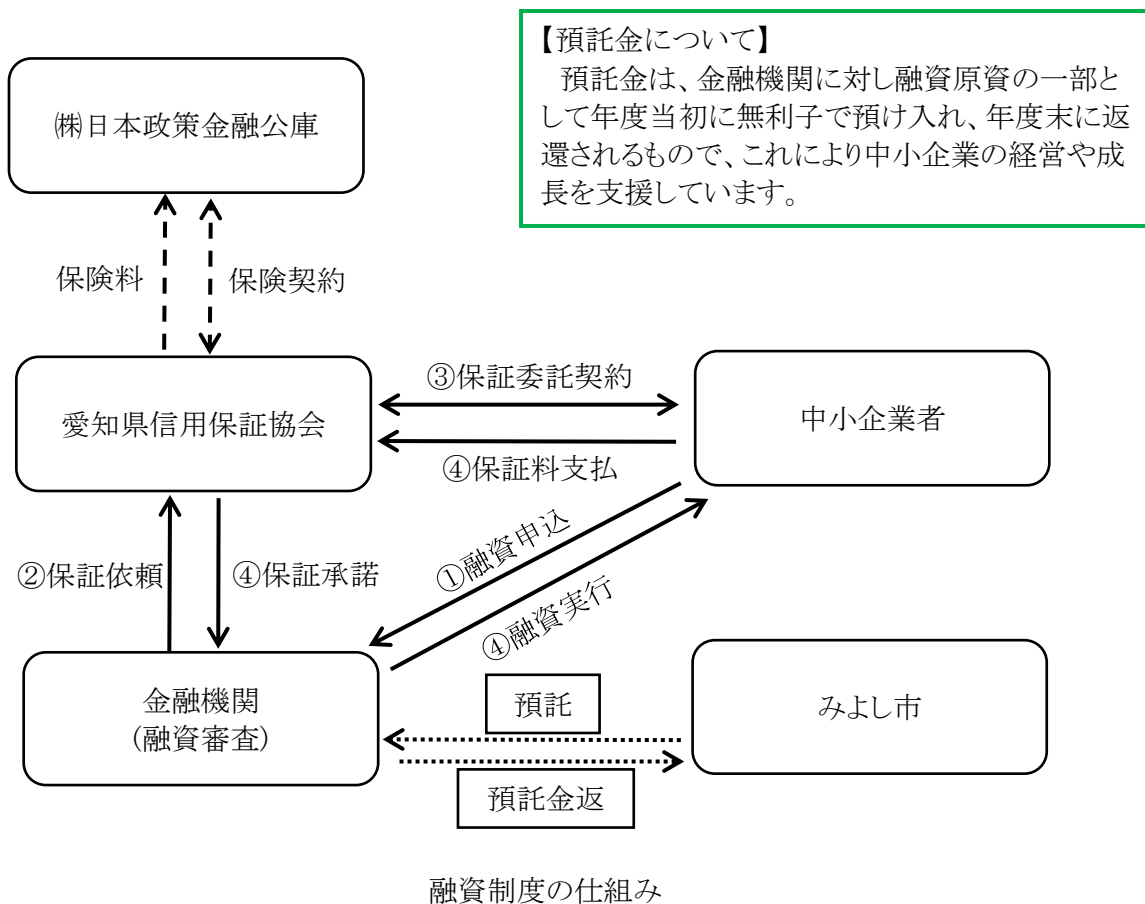 【預託金について】
預託金は、金融機関に対し融資原資の一部と
して年度当初に無利子で預け入れ、年度末に返
還されるもので、これにより中小企業の経営や成
長を支援しています。
㈱日本政策金融公庫
保険料
保険契約
愛知県信用保証協会
③保証委託契約
④保証料支払
中小企業者
②保証依頼
④保証承諾
①融資申込
④融資実行
金融機関
(融資審査)
預託
預託金返
みよし市
融資制度の仕組み